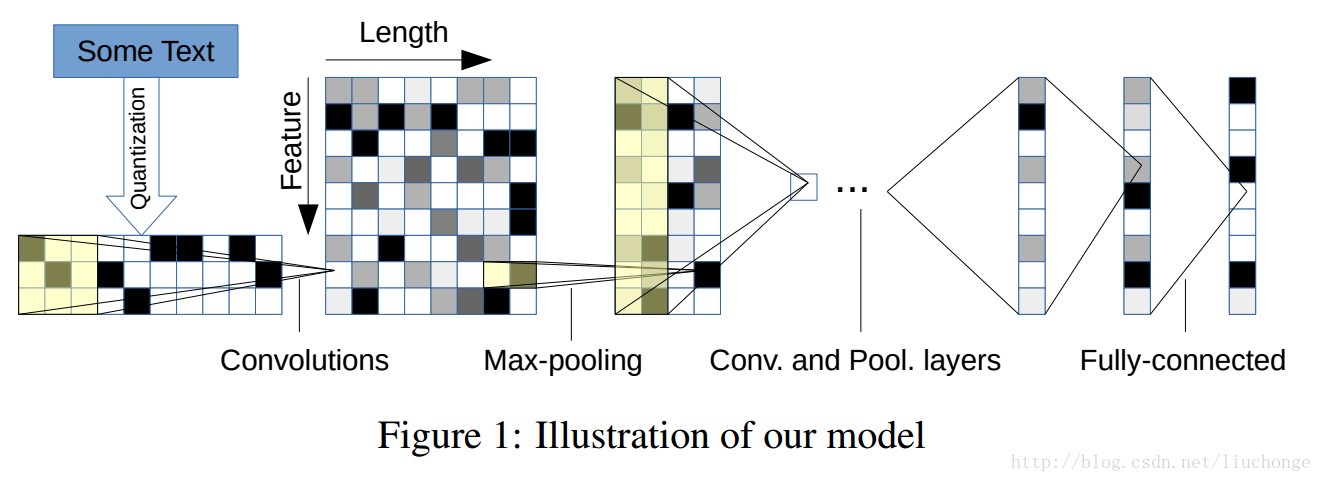 Some Text
Length
Quantization
Feature
Convolutions
Max-pooling
...
Conv. and Pool. layers
Fully-connected
Figure 1: Illustration of our model
http://blog.csdn.net/liuchonge